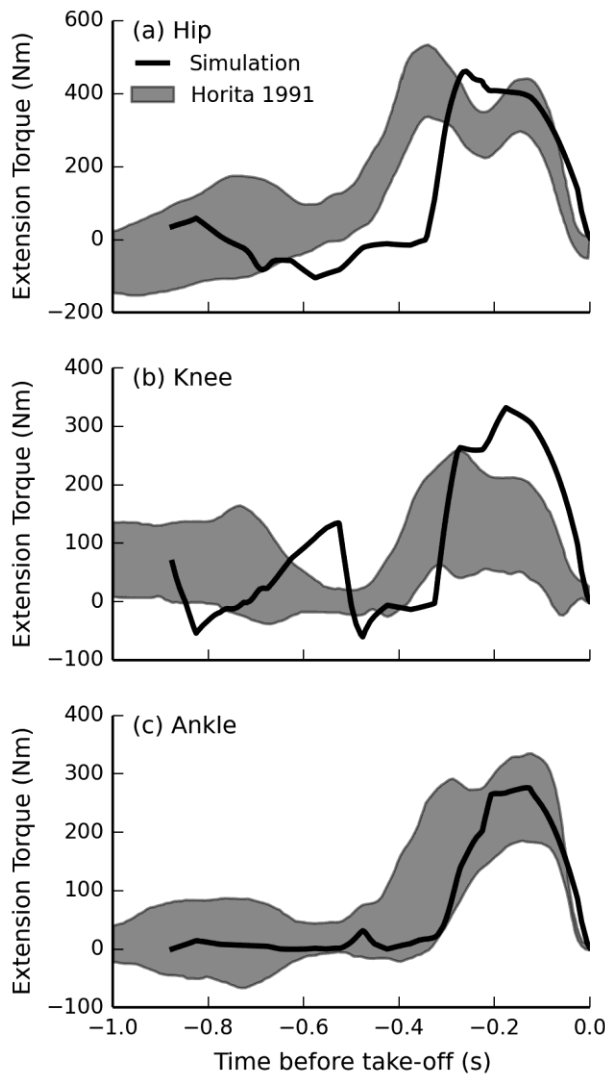 (a) Hip
Simulation
Horita 1991
Extension Torque (Nm)
600
400
200
0
−200
(b) Knee
Extension Torque (Nm)
400
300
200
100
0
−100
(c) Ankle
Extension Torque (Nm)
400
300
200
100
0
−100
−1.0 −0.8 −0.6 −0.4 −0.2 0.0
Time before take-off (s)